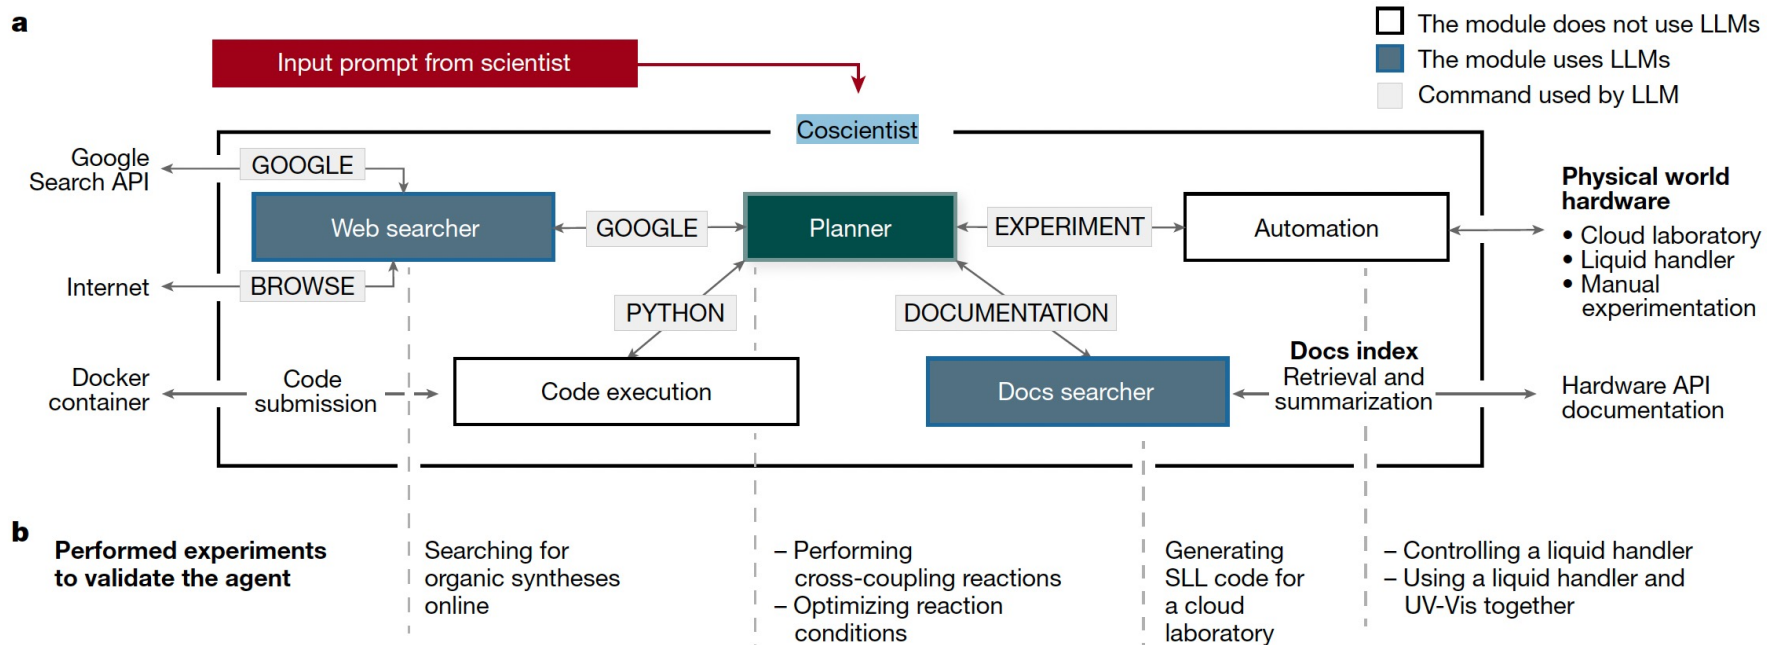 a
The module does not use LLMs
The module uses LLMs
Command used by LLM
Input prompt from scientist
Coscientist
Google
Search API
GOOGLE
Web searcher
GOOGLE
Planner
EXPERIMENT
Automation
Physical world
hardware
• Cloud laboratory
• Liquid handler
• Manual
experimentation
Internet
BROWSE
PYTHON
DOCUMENTATION
Docker
container
Code
submission
Code execution
Docs searcher
Docs index
Retrieval and
summarization
Hardware API
documentation
b
Performed experiments
to validate the agent
Searching for
organic syntheses
online
– Performing
cross-coupling reactions
– Optimizing reaction
conditions
Generating
SLL code for
a cloud
laboratory
– Controlling a liquid handler
– Using a liquid handler and
UV-Vis together